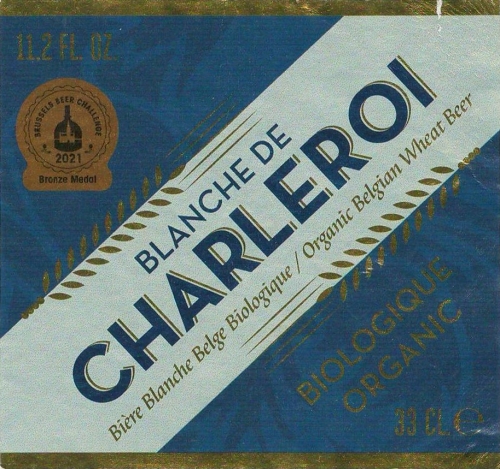 11.2 FL. OZ.
BRUSSELS BEER CHALLENGE
2021
Bronze Medal
BLANCHE DE
CHARLEROI
Bière Blanche Belge Biologique / Organic Belgian Wheat Beer
BIOLOGIQUE
ORGANIC
33 CL. ℮